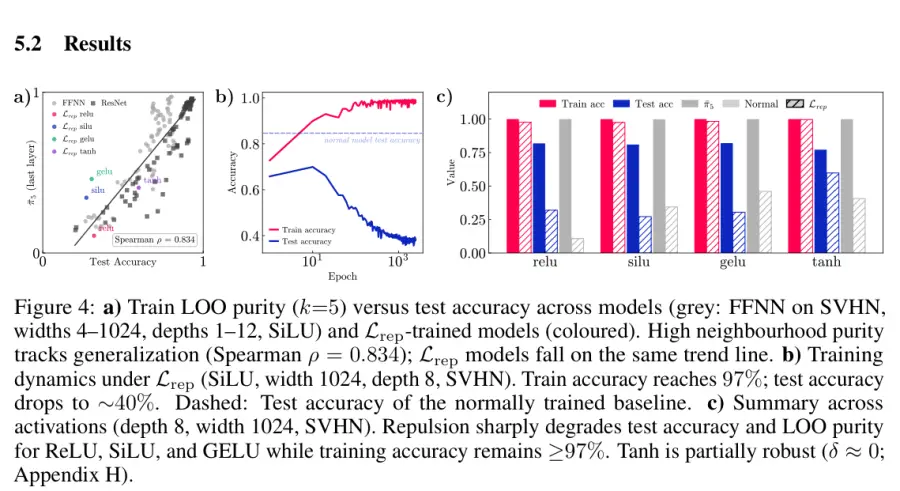 5.2 Results
a)
1
π̄₅ (last layer)
0
0
Test Accuracy
1
FFNN ResNet
ℒrep relu
ℒrep silu
ℒrep gelu
ℒrep tanh
gelu
silu
tanh
relu
Spearman ρ = 0.834
b)
1.0
0.8
0.6
0.4
Accuracy
normal model test accuracy
Train accuracy
Test accuracy
10¹
10³
Epoch
c)
Train acc Test acc π̄₅ Normal ℒrep
1.00
0.75
0.50
0.25
0.00
Value
relu silu gelu tanh
Figure 4: a) Train LOO purity (k=5) versus test accuracy across models (grey: FFNN on SVHN,
widths 4–1024, depths 1–12, SiLU) and ℒrep-trained models (coloured). High neighbourhood purity
tracks generalization (Spearman ρ = 0.834); ℒrep models fall on the same trend line. b) Training
dynamics under ℒrep (SiLU, width 1024, depth 8, SVHN). Train accuracy reaches 97%; test accuracy
drops to ~40%. Dashed: Test accuracy of the normally trained baseline. c) Summary across
activations (depth 8, width 1024, SVHN). Repulsion sharply degrades test accuracy and LOO purity
for ReLU, SiLU, and GELU while training accuracy remains ≥97%. Tanh is partially robust (δ ≈ 0;
Appendix H).